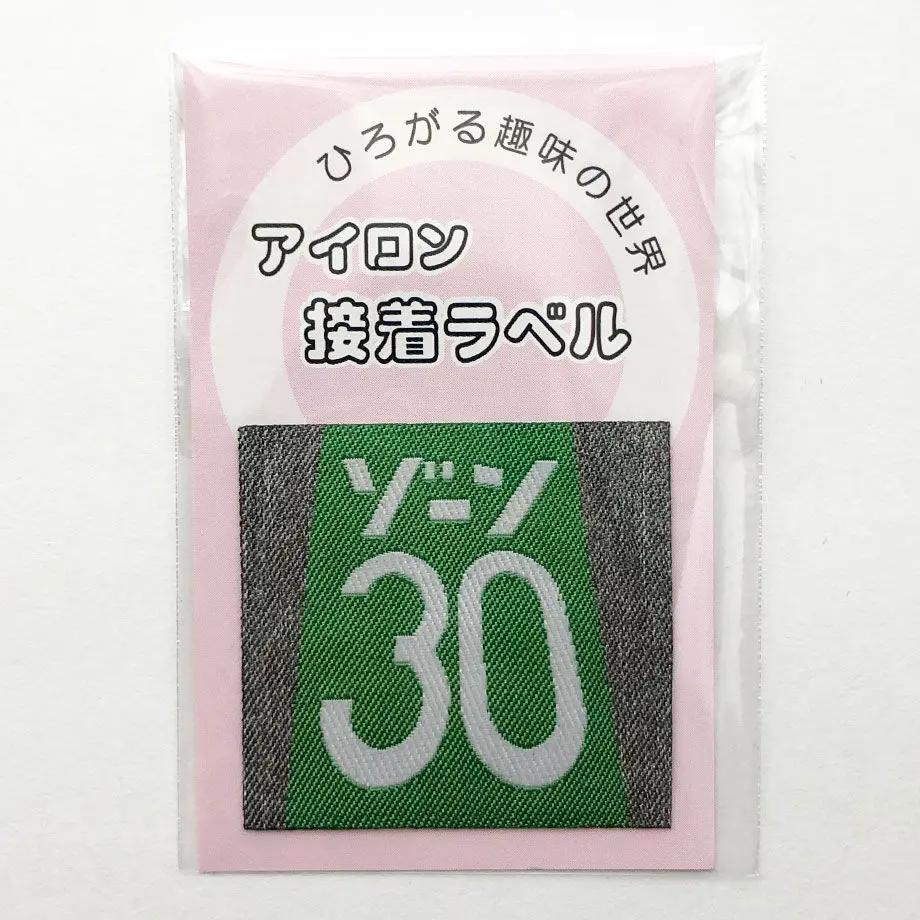 ひろがる趣味の世界
アイロン
接着ラベル
ゾーン
30